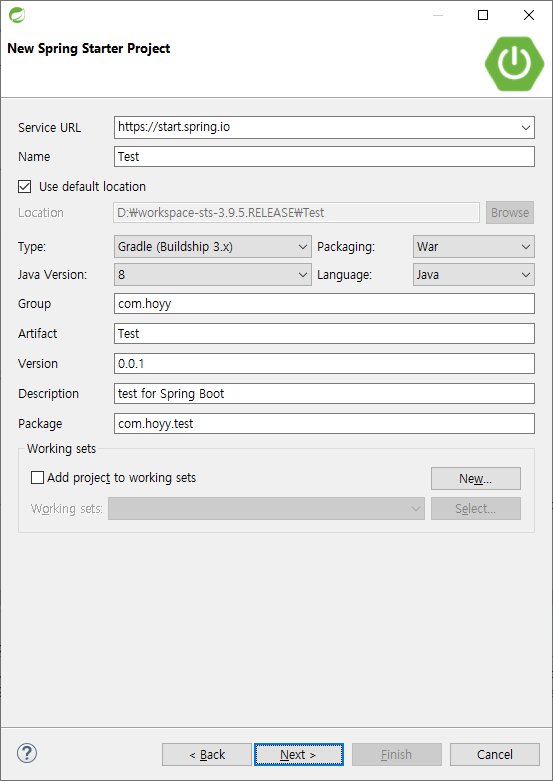 New Spring Starter Project
Service URL https://start.spring.io
Name Test
Use default location
Location D:₩workspace-sts-3.9.5.RELEASE₩Test Browse
Type: Gradle (Buildship 3.x) Packaging: War
Java Version: 8 Language: Java
Group com.hoyy
Artifact Test
Version 0.0.1
Description test for Spring Boot
Package com.hoyy.test
Working sets
Add project to working sets New...
Working sets: Select...
? < Back Next > Finish Cancel